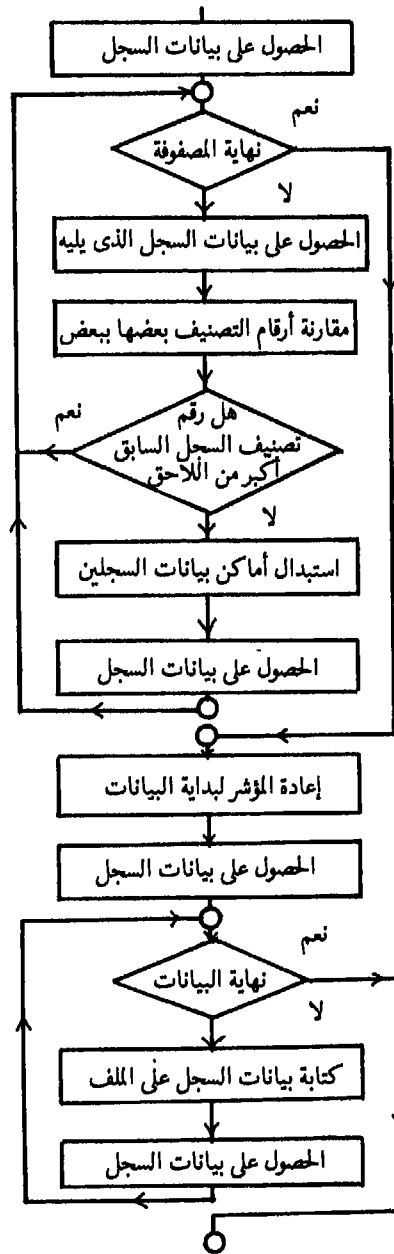 الحصول على بيانات السجل
نعم
نهاية المصفوفة
لا
الحصول على بيانات السجل الذى يليه
مقارنة أرقام التصنيف بعضها ببعض
نعم
هل رقم
تصنيف السجل السابق
أكبر من اللاحق
لا
استبدال أماكن بيانات السجلين
الحصول على بيانات السجل
إعادة المؤشر لبداية البيانات
الحصول على بيانات السجل
نعم
نهاية البيانات
لا
كتابة بيانات السجل على الملف
الحصول على بيانات السجل